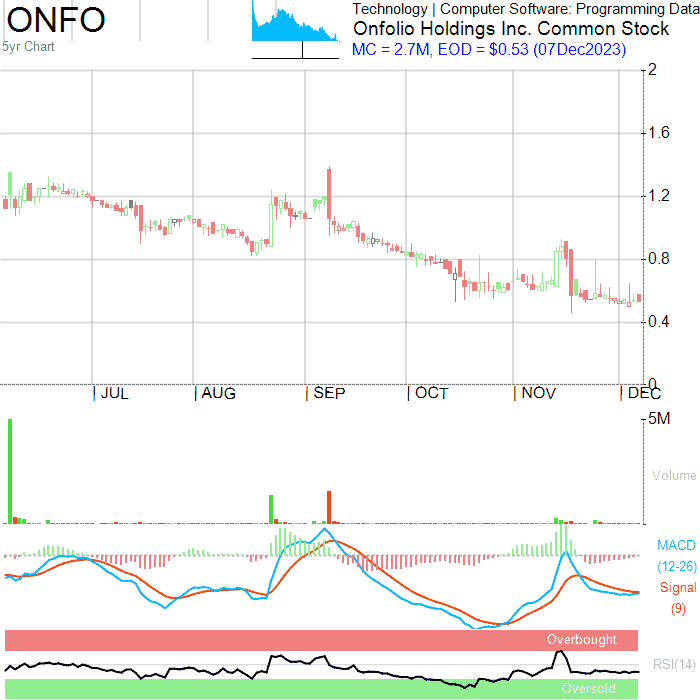 ONFO
5yr Chart
Technology | Computer Software: Programming Data
Onfolio Holdings Inc. Common Stock
MC = 2.7M, EOD = $0.53 (07Dec2023)
2
1.6
1.2
0.8
0.4
0
JUL AUG SEP OCT NOV DEC
5M
Volume
MACD
(12-26)
Signal
(9)
Overbought
RSI(14)
Oversold